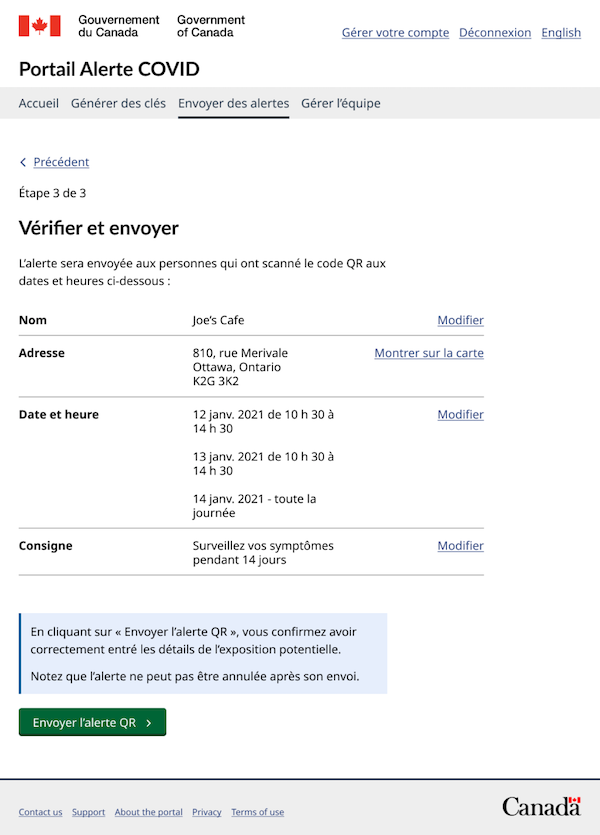 Gouvernement Government
du Canada of Canada
Gérer votre compte Déconnexion English
Portail Alerte COVID
Accueil Générer des clés Envoyer des alertes Gérer l’équipe
Précédent
Étape 3 de 3
Vérifier et envoyer
L’alerte sera envoyée aux personnes qui ont scanné le code QR aux
dates et heures ci-dessous :
Nom Joe’s Cafe Modifier
Adresse 810, rue Merivale Montrer sur la carte
Ottawa, Ontario
K2G 3K2
Date et heure 12 janv. 2021 de 10 h 30 à Modifier
14 h 30
13 janv. 2021 de 10 h 30 à
14 h 30
14 janv. 2021 - toute la
journée
Consigne Surveillez vos symptômes Modifier
pendant 14 jours
En cliquant sur « Envoyer l’alerte QR », vous confirmez avoir
correctement entré les détails de l’exposition potentielle.
Notez que l’alerte ne peut pas être annulée après son envoi.
Envoyer l’alerte QR
Contact us Support About the portal Privacy Terms of use
Canada